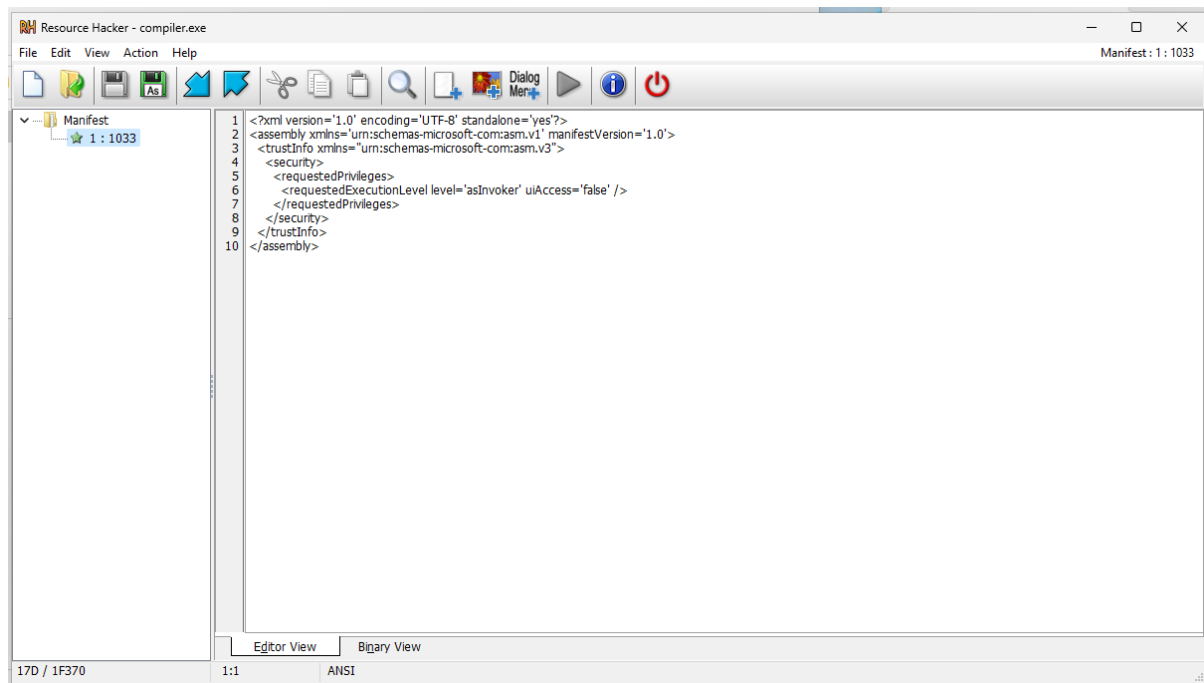 RH Resource Hacker - compiler.exe
File Edit View Action Help Manifest : 1 : 1033
As Dialog
Men
Manifest
1 : 1033
1 <?xml version='1.0' encoding='UTF-8' standalone='yes'?>
2 <assembly xmlns='urn:schemas-microsoft-com:asm.v1' manifestVersion='1.0'>
3 <trustInfo xmlns="urn:schemas-microsoft-com:asm.v3">
4 <security>
5 <requestedPrivileges>
6 <requestedExecutionLevel level='asInvoker' uiAccess='false' />
7 </requestedPrivileges>
8 </security>
9 </trustInfo>
10 </assembly>
Editor View Binary View
17D / 1F370 1:1 ANSI